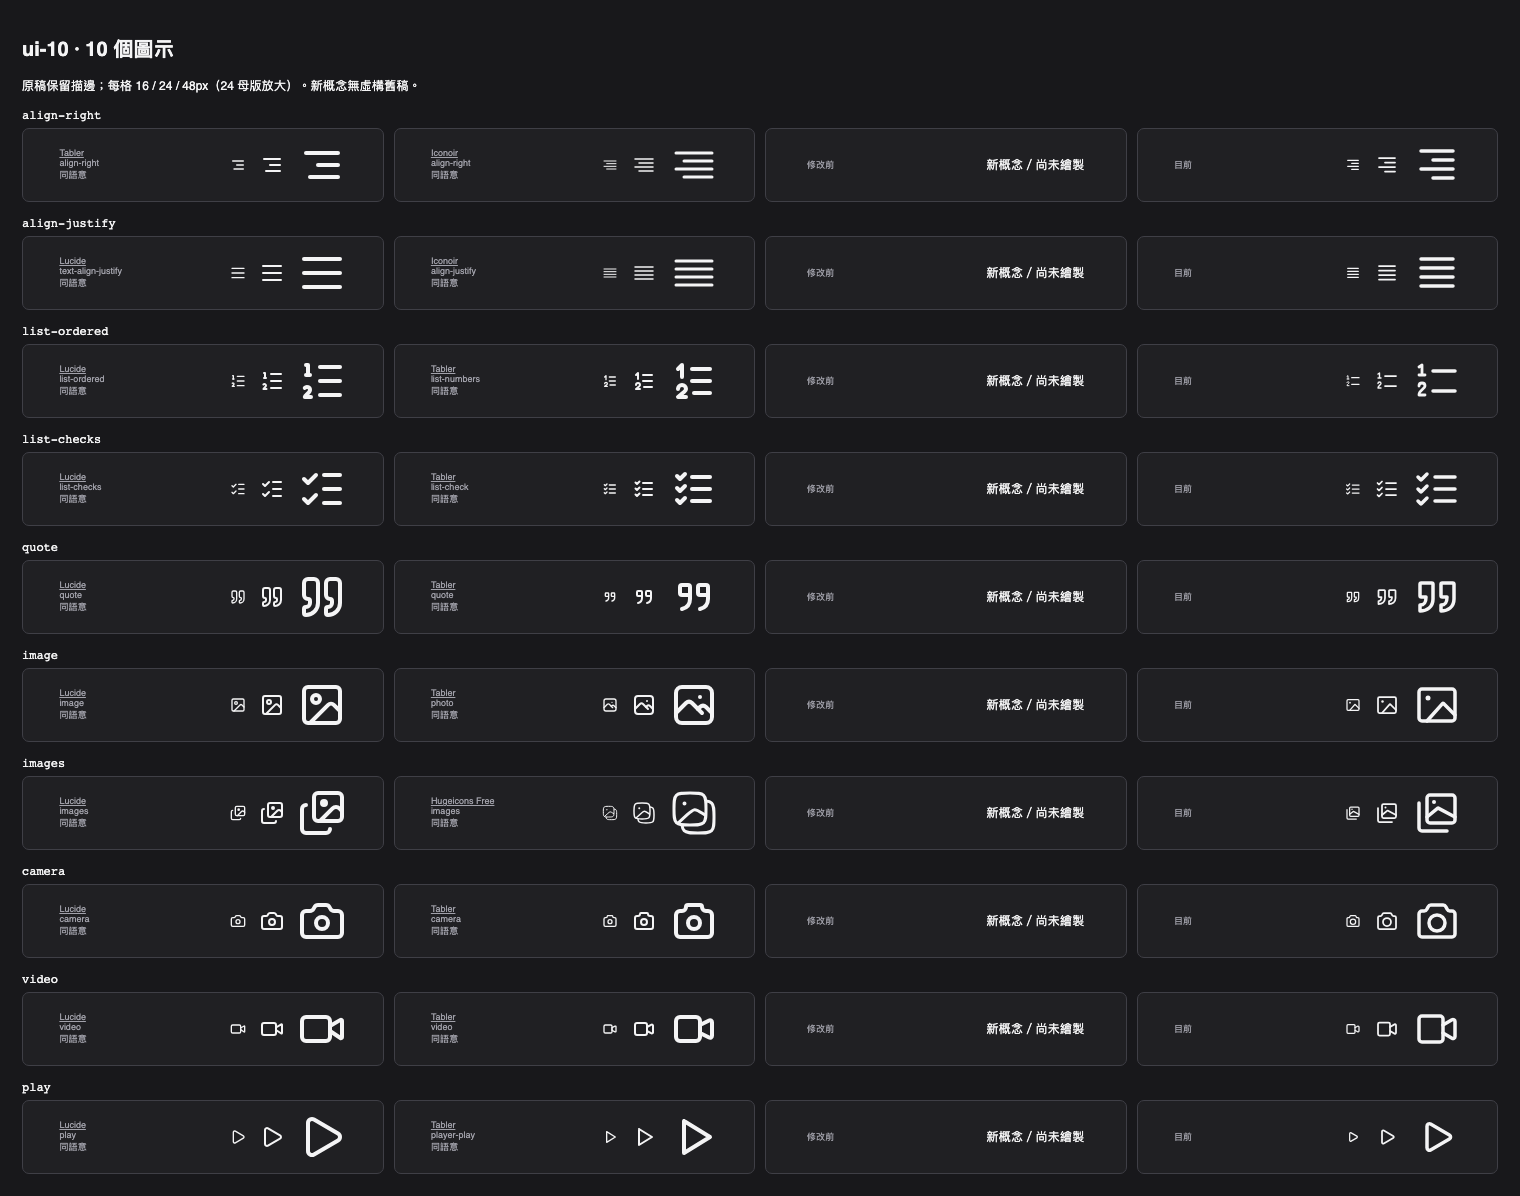 ui-10 · 10 個圖示
原稿保留描邊；每格 16 / 24 / 48px（24 母版放大）。新概念無虛構舊稿。
align-right
Tabler
align-right
同語意
Iconoir
align-right
同語意
修改前
新概念 / 尚未繪製
目前
align-justify
Lucide
text-align-justify
同語意
Iconoir
align-justify
同語意
修改前
新概念 / 尚未繪製
目前
list-ordered
Lucide
list-ordered
同語意
Tabler
list-numbers
同語意
修改前
新概念 / 尚未繪製
目前
list-checks
Lucide
list-checks
同語意
Tabler
list-check
同語意
修改前
新概念 / 尚未繪製
目前
quote
Lucide
quote
同語意
Tabler
quote
同語意
修改前
新概念 / 尚未繪製
目前
image
Lucide
image
同語意
Tabler
photo
同語意
修改前
新概念 / 尚未繪製
目前
images
Lucide
images
同語意
Hugeicons Free
images
同語意
修改前
新概念 / 尚未繪製
目前
camera
Lucide
camera
同語意
Tabler
camera
同語意
修改前
新概念 / 尚未繪製
目前
video
Lucide
video
同語意
Tabler
video
同語意
修改前
新概念 / 尚未繪製
目前
play
Lucide
play
同語意
Tabler
player-play
同語意
修改前
新概念 / 尚未繪製
目前